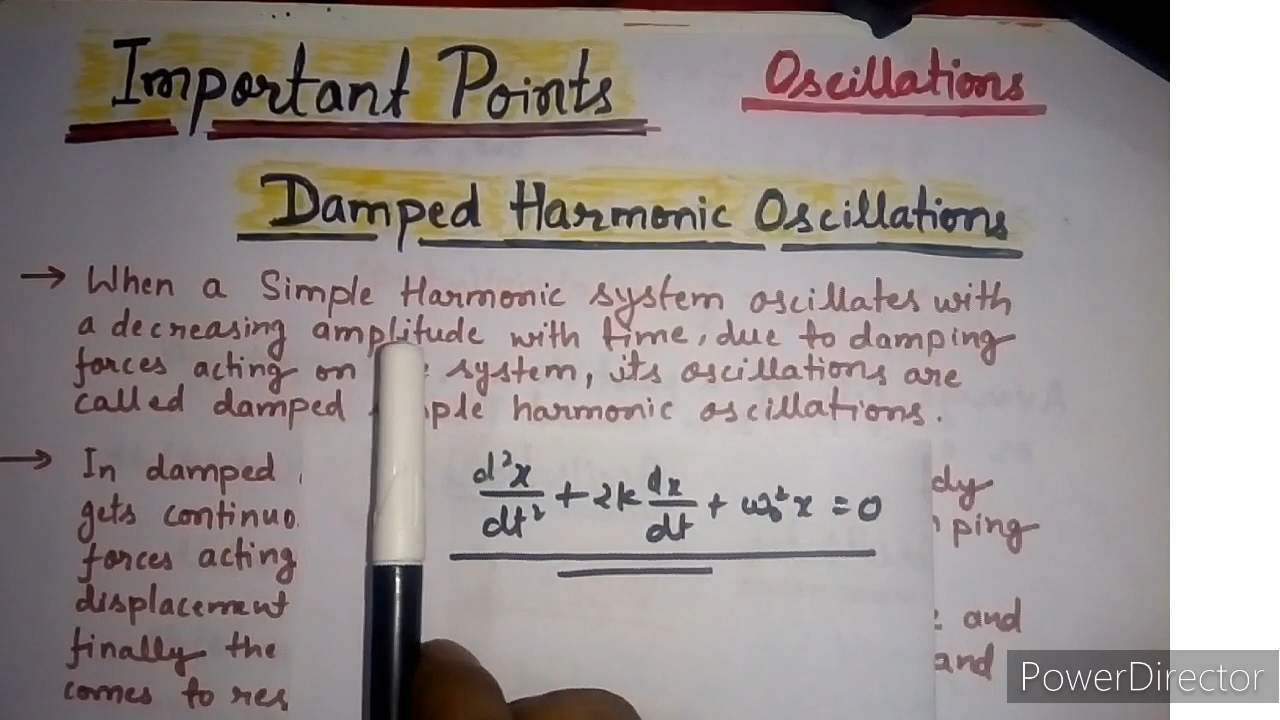 Important Points
Oscillations
Damped Harmonic Oscillations
→ When a Simple Harmonic system oscillates with
a decreasing amplitude with time, due to damping
forces acting on system, its oscillations are
called damped harmonic oscillations.
→ In damped
gets continuo
forces acting
displacement
finally the
comes to res
d²x/dt² + 2k dx/dt + ω₀²x = 0
dy
ping
and
and
PowerDirector